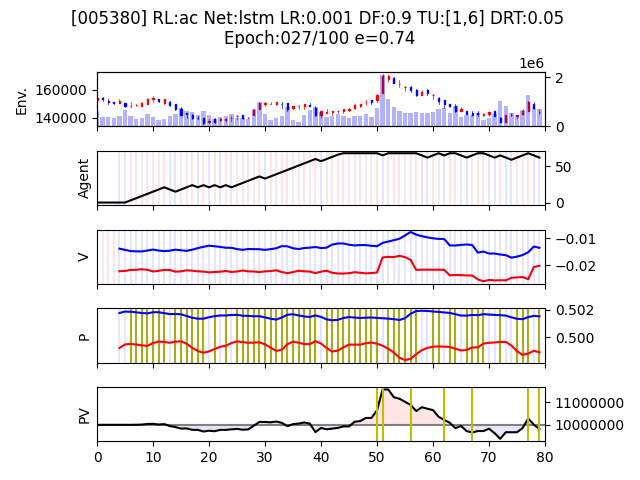 [005380] RL:ac Net:lstm LR:0.001 DF:0.9 TU:[1,6] DRT:0.05
Epoch:027/100 e=0.74
1e6
Env.
160000
140000
2
0
Agent
50
0
V
−0.01
−0.02
P
0.502
0.500
PV
11000000
10000000
0 10 20 30 40 50 60 70 80